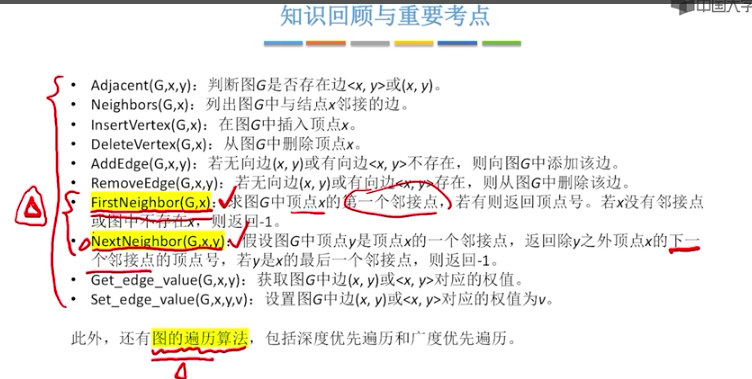 知识回顾与重要考点
中国大学
• Adjacent(G,x,y)：判断图G是否存在边<x, y>或(x, y)。
• Neighbors(G,x)：列出图G中与结点x邻接的边。
• InsertVertex(G,x)：在图G中插入顶点x。
• DeleteVertex(G,x)：从图G中删除顶点x。
• AddEdge(G,x,y)：若无向边(x, y)或有向边<x, y>不存在，则向图G中添加该边。
• RemoveEdge(G,x,y)：若无向边(x, y)或有向边<x, y>存在，则从图G中删除该边。
• FirstNeighbor(G,x)：求图G中顶点x的第一个邻接点，若有则返回顶点号。若x没有邻接点
或图中不存在x，则返回-1。
• NextNeighbor(G,x,y)：假设图G中顶点y是顶点x的一个邻接点，返回除y之外顶点x的下一
个邻接点的顶点号，若y是x的最后一个邻接点，则返回-1。
• Get_edge_value(G,x,y)：获取图G中边(x, y)或<x, y>对应的权值。
• Set_edge_value(G,x,y,v)：设置图G中边(x, y)或<x, y>对应的权值为v。
此外，还有图的遍历算法，包括深度优先遍历和广度优先遍历。